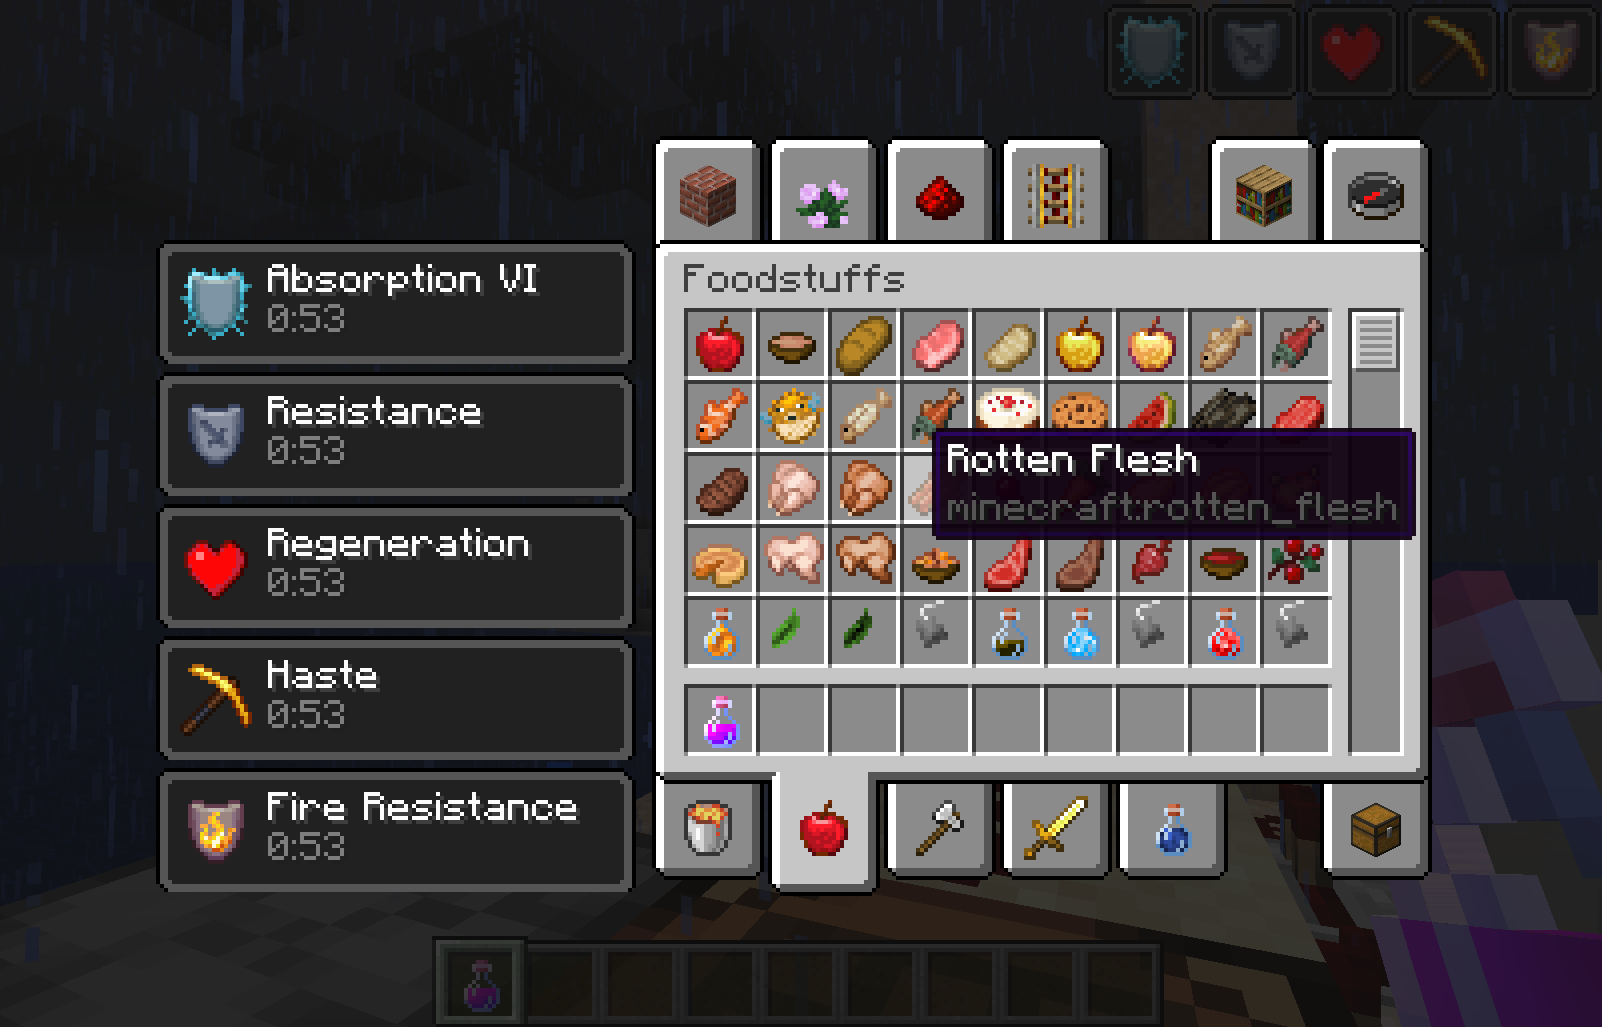 Absorption VI
0:53
Resistance
0:53
Regeneration
0:53
Haste
0:53
Fire Resistance
0:53
Foodstuffs
Rotten Flesh
minecraft:rotten_flesh